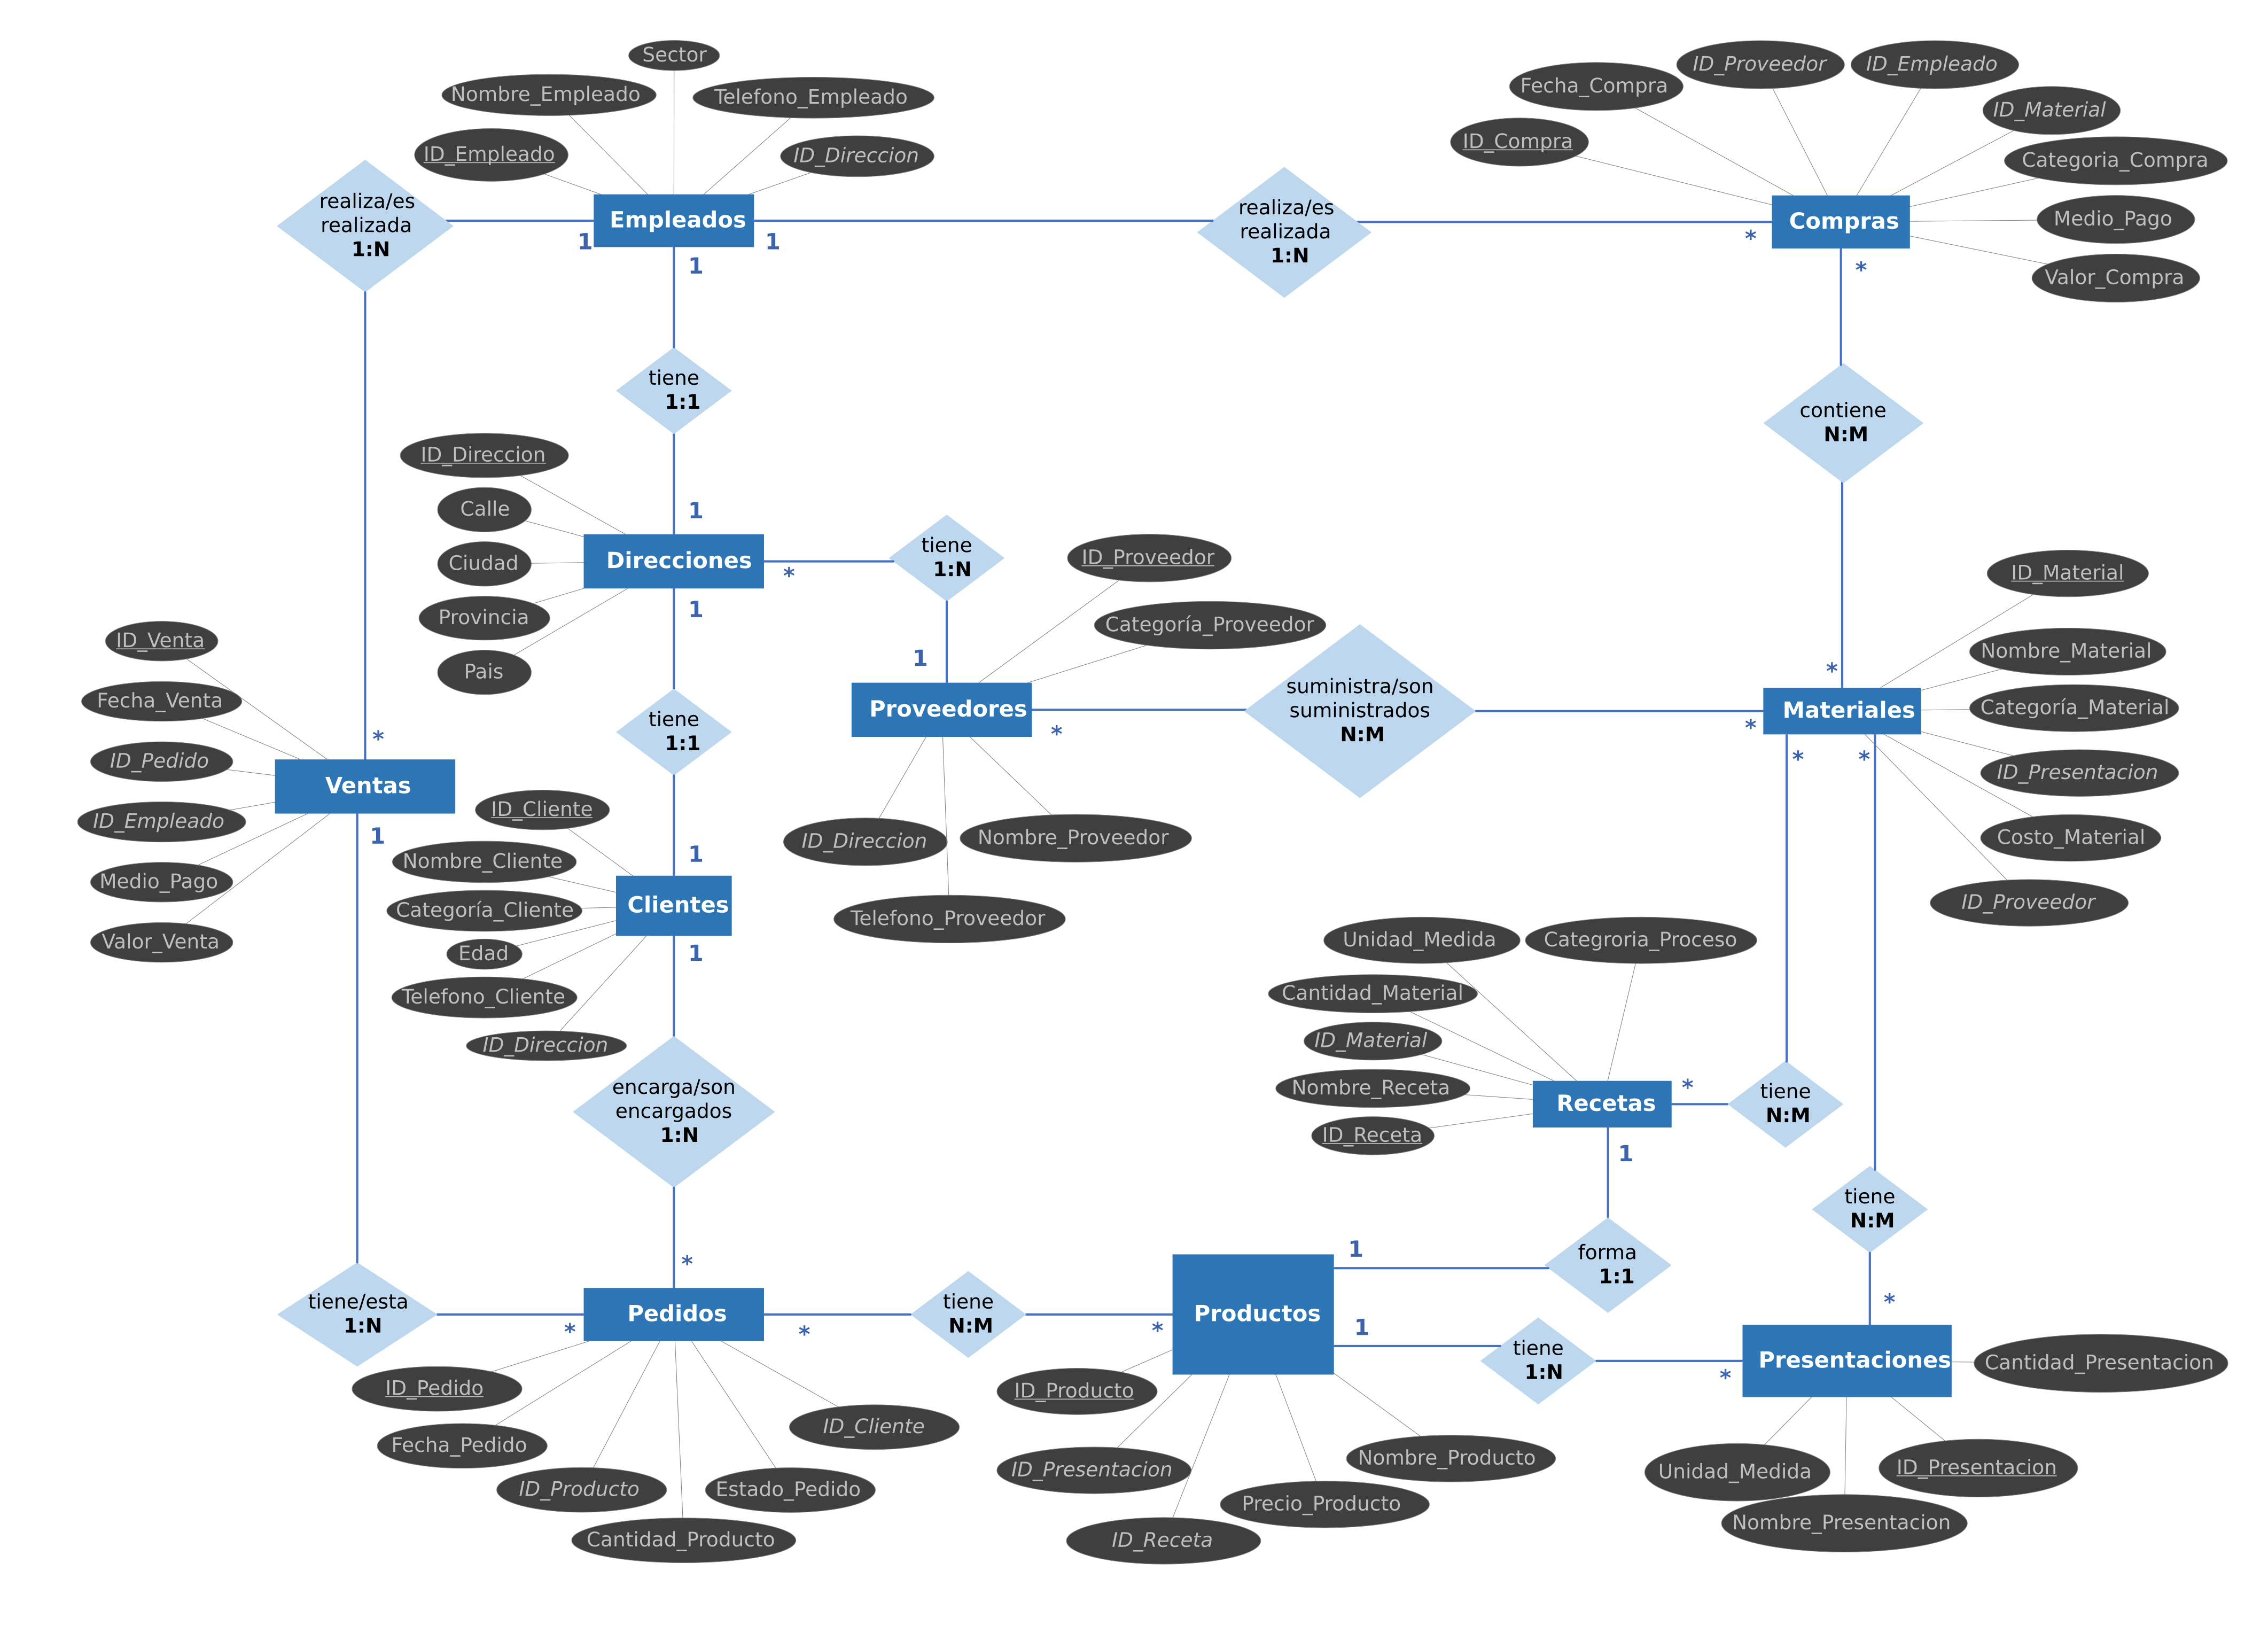 Sector
Nombre_Empleado
Telefono_Empleado
ID_Empleado
ID_Direccion
Empleados
1
1
1
realiza/es
realizada
1:N
realiza/es
realizada
1:N
Fecha_Compra
ID_Proveedor
ID_Empleado
ID_Compra
ID_Material
Categoria_Compra
Medio_Pago
Valor_Compra
Compras
*
*
tiene
1:1
contiene
N:M
ID_Direccion
Calle
Ciudad
Provincia
Pais
1
Direcciones
*
1
tiene
1:N
ID_Proveedor
Categoría_Proveedor
1
Proveedores
*
suministra/son
suministrados
N:M
*
*
Materiales
*
*
ID_Material
Nombre_Material
Categoría_Material
ID_Presentacion
Costo_Material
ID_Proveedor
ID_Direccion
Nombre_Proveedor
Telefono_Proveedor
ID_Venta
Fecha_Venta
ID_Pedido
ID_Empleado
Medio_Pago
Valor_Venta
*
Ventas
1
tiene
1:1
ID_Cliente
Nombre_Cliente
Categoría_Cliente
Edad
Telefono_Cliente
ID_Direccion
1
Clientes
1
encarga/son
encargados
1:N
Unidad_Medida
Categroria_Proceso
Cantidad_Material
ID_Material
Nombre_Receta
ID_Receta
Recetas
*
1
tiene
N:M
tiene
N:M
forma
1:1
tiene/esta
1:N
*
*
Pedidos
*
tiene
N:M
*
Productos
1
1
tiene
1:N
*
*
Presentaciones
Cantidad_Presentacion
Unidad_Medida
ID_Presentacion
Nombre_Presentacion
ID_Pedido
Fecha_Pedido
ID_Producto
Cantidad_Producto
Estado_Pedido
ID_Cliente
ID_Producto
ID_Presentacion
ID_Receta
Precio_Producto
Nombre_Producto